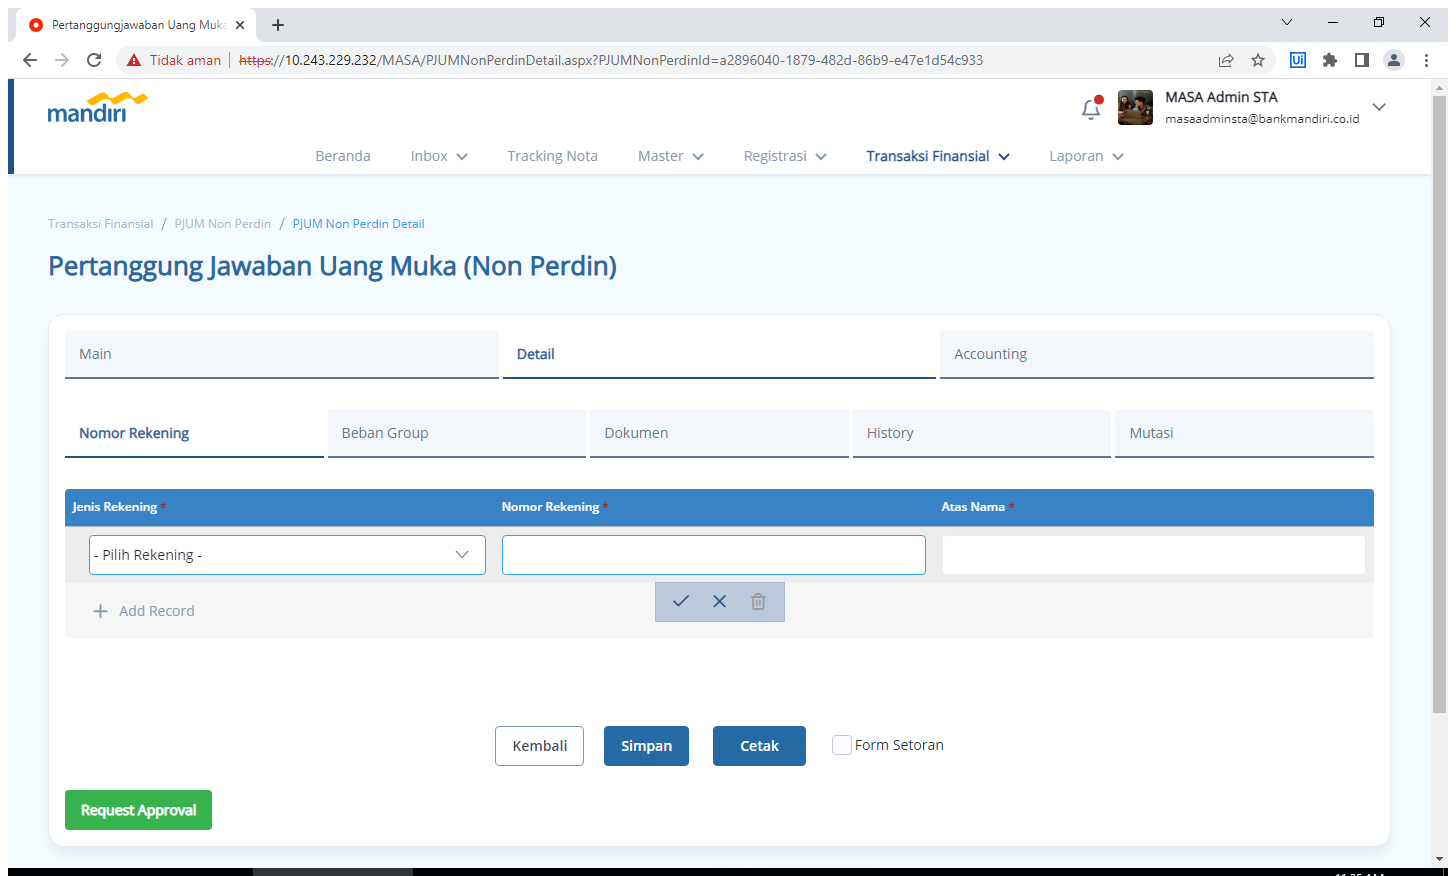 Pertanggungjawaban Uang Muka
Tidak aman https://10.243.229.232/MASA/PJUMNonPerdinDetail.aspx?PJUMNonPerdinId=a2896040-1879-482d-86b9-e47e1d54c933
Ui
mandiri
MASA Admin STA
masaadminsta@bankmandiri.co.id
Beranda Inbox Tracking Nota Master Registrasi Transaksi Finansial Laporan
Transaksi Finansial / PJUM Non Perdin / PJUM Non Perdin Detail
Pertanggung Jawaban Uang Muka (Non Perdin)
Main Detail Accounting
Nomor Rekening Beban Group Dokumen History Mutasi
Jenis Rekening * Nomor Rekening * Atas Nama *
- Pilih Rekening -
Add Record
Kembali Simpan Cetak Form Setoran
Request Approval